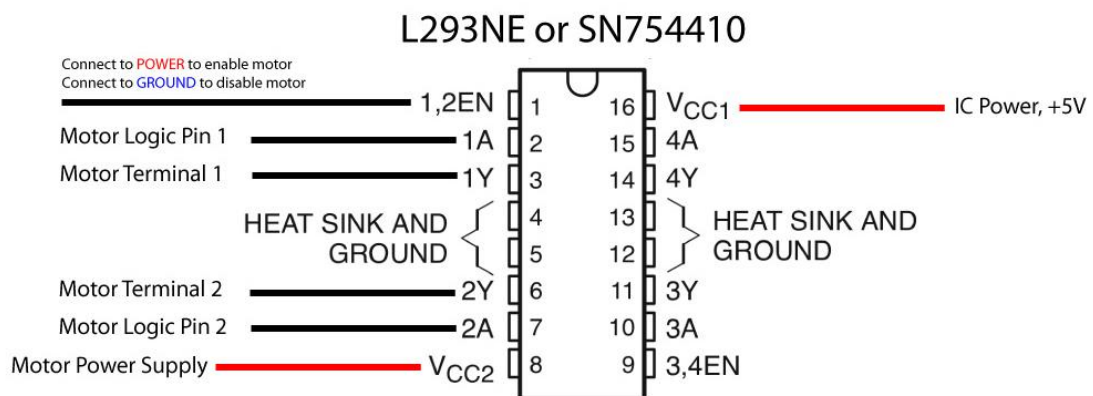 L293NE or SN754410
Connect to POWER to enable motor
Connect to GROUND to disable motor
1,2EN 1 16 VCC1 IC Power, +5V
Motor Logic Pin 1 1A 2 15 4A
Motor Terminal 1 1Y 3 14 4Y
4 13
HEAT SINK AND HEAT SINK AND
GROUND GROUND
5 12
Motor Terminal 2 2Y 6 11 3Y
Motor Logic Pin 2 2A 7 10 3A
Motor Power Supply VCC2 8 9 3,4EN